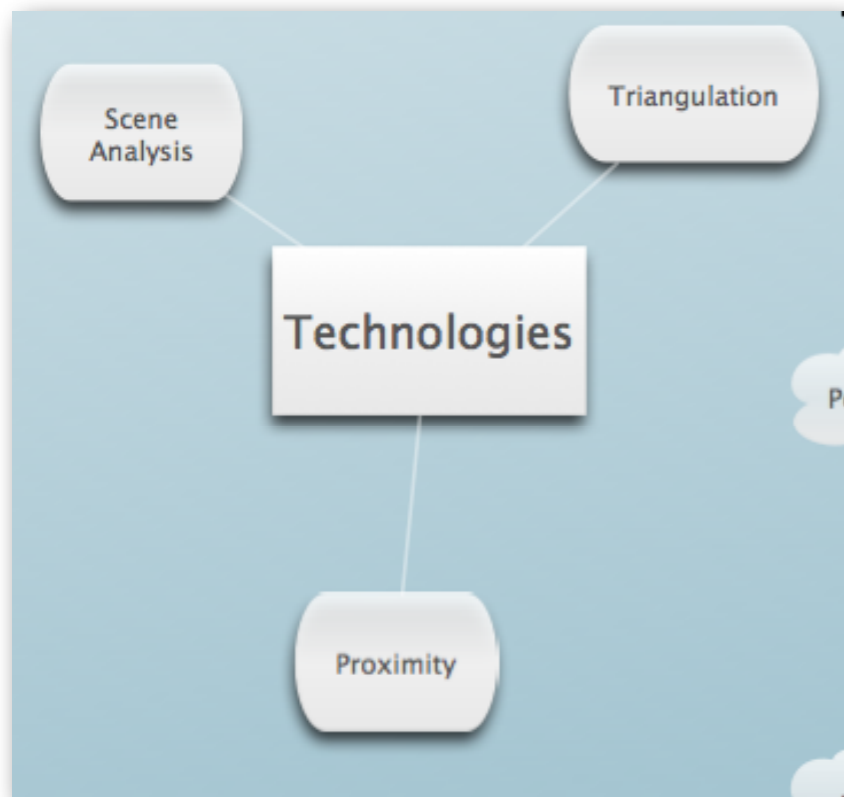 Scene
Analysis
Triangulation
Technologies
Proximity